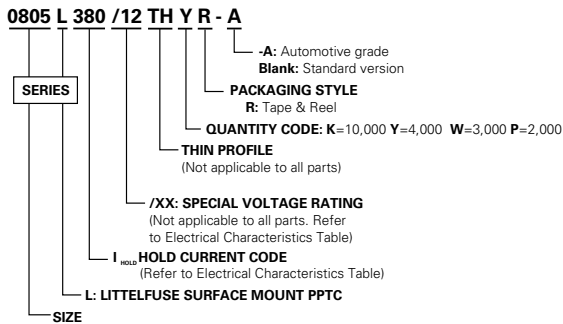 0805 L 380 /12 TH Y R - A
-A: Automotive grade
Blank: Standard version
SERIES
PACKAGING STYLE
R: Tape & Reel
QUANTITY CODE: K=10,000 Y=4,000 W=3,000 P=2,000
THIN PROFILE
(Not applicable to all parts)
/XX: SPECIAL VOLTAGE RATING
(Not applicable to all parts. Refer
to Electrical Characteristics Table)
I HOLD HOLD CURRENT CODE
(Refer to Electrical Characteristics Table)
L: LITTELFUSE SURFACE MOUNT PPTC
SIZE